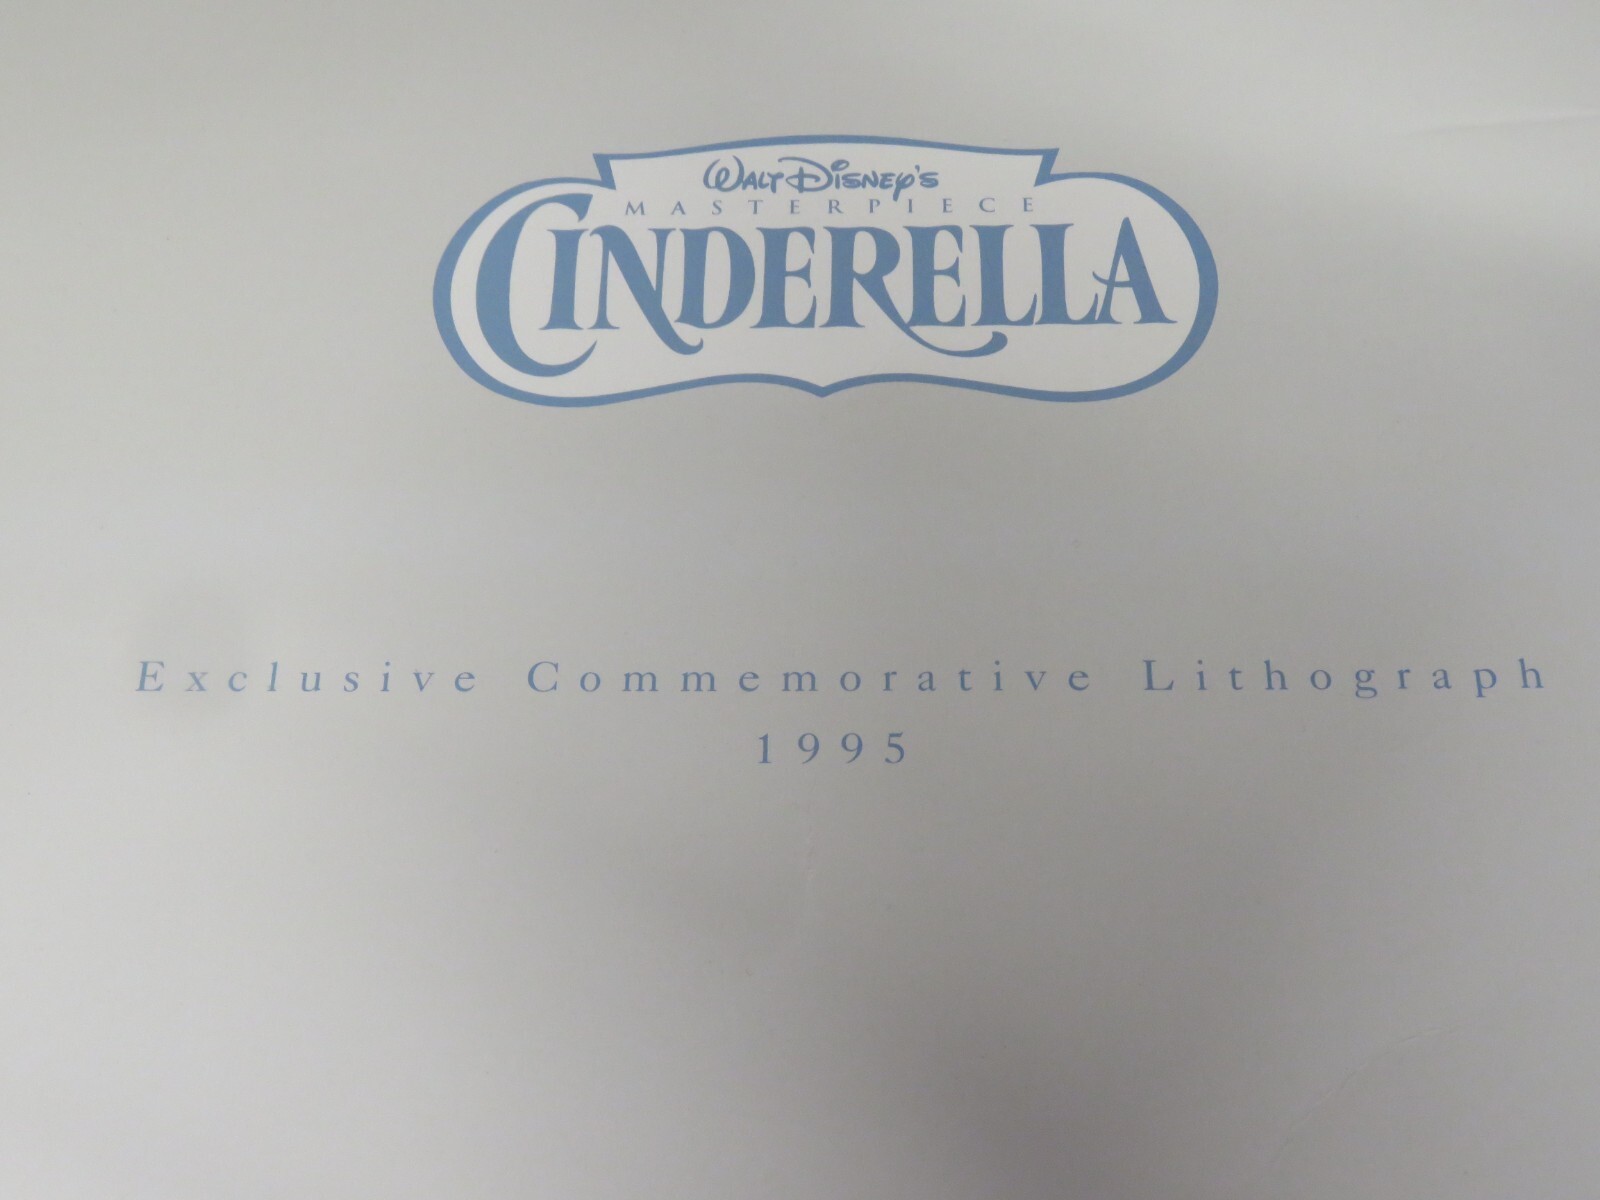 WALT DISNEY'S
MASTERPIECE
CINDERELLA
Exclusive Commemorative Lithograph
1995